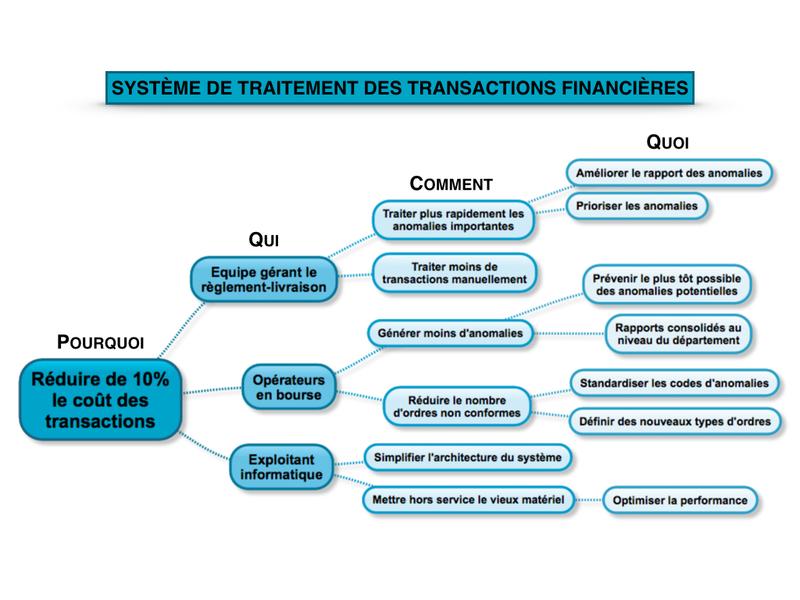 SYSTÈME DE TRAITEMENT DES TRANSACTIONS FINANCIÈRES
POURQUOI
Réduire de 10%
le coût des
transactions
QUI
Equipe gérant le
règlement-livraison
Opérateurs
en bourse
Exploitant
informatique
COMMENT
Traiter plus rapidement les
anomalies importantes
Traiter moins de
transactions manuellement
Générer moins d'anomalies
Réduire le nombre
d'ordres non conformes
Simplifier l'architecture du système
Mettre hors service le vieux matériel
QUOI
Améliorer le rapport des anomalies
Prioriser les anomalies
Prévenir le plus tôt possible
des anomalies potentielles
Rapports consolidés au
niveau du département
Standardiser les codes d'anomalies
Définir des nouveaux types d'ordres
Optimiser la performance